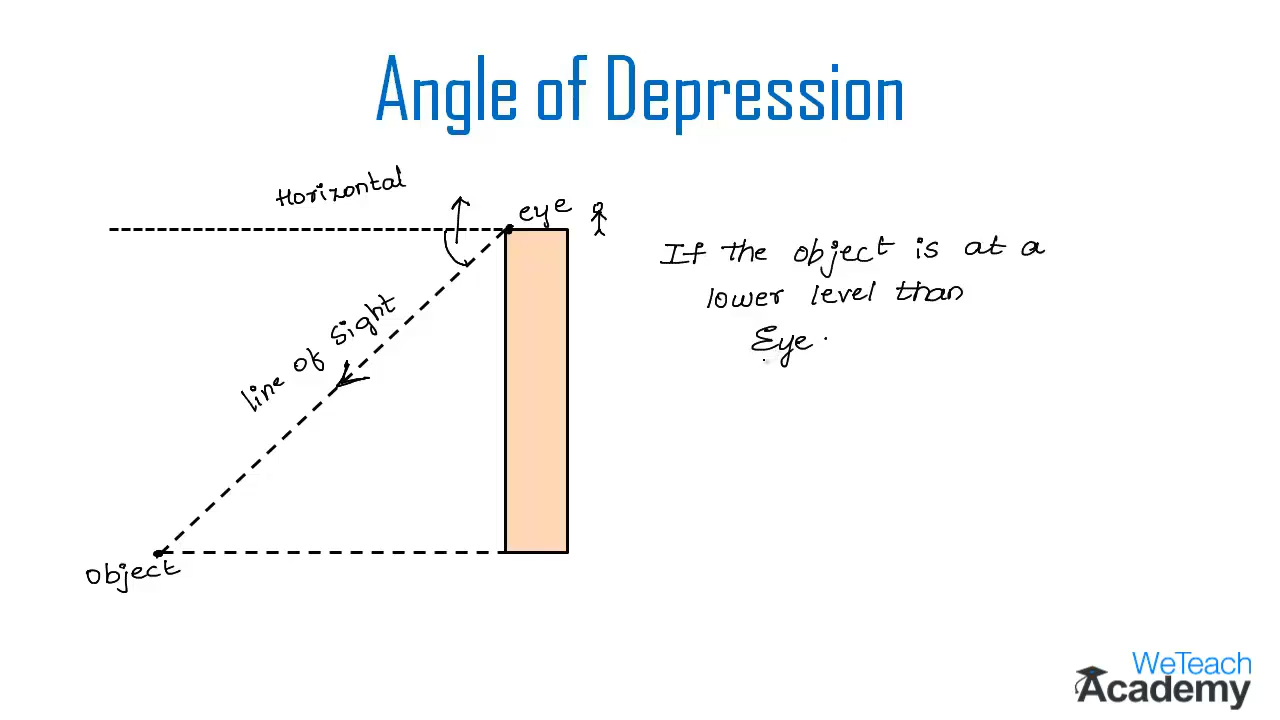 Angle of Depression
Horizontal
eye
If the object is at a
lower level than
Eye.
line of sight
object
WeTeach
Academy